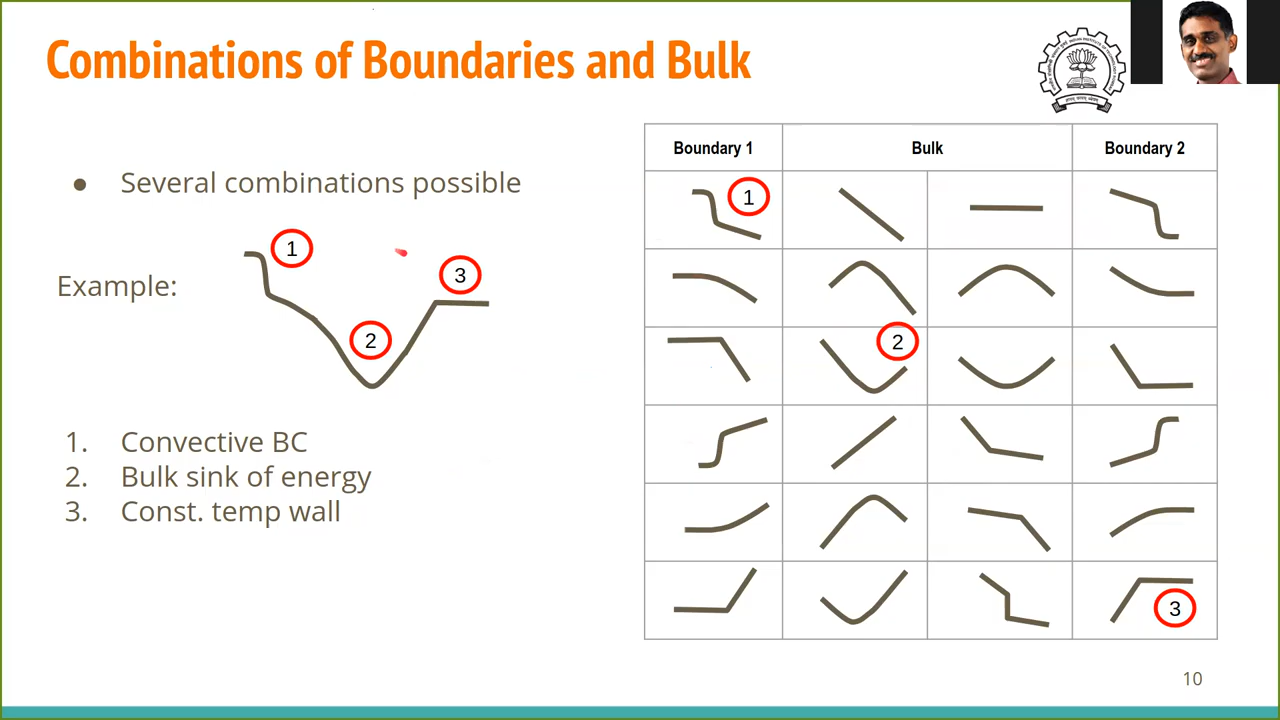 Combinations of Boundaries and Bulk
● Several combinations possible
Example:
1
2
3
1. Convective BC
2. Bulk sink of energy
3. Const. temp wall
Boundary 1
Bulk
Boundary 2
1
2
3
10